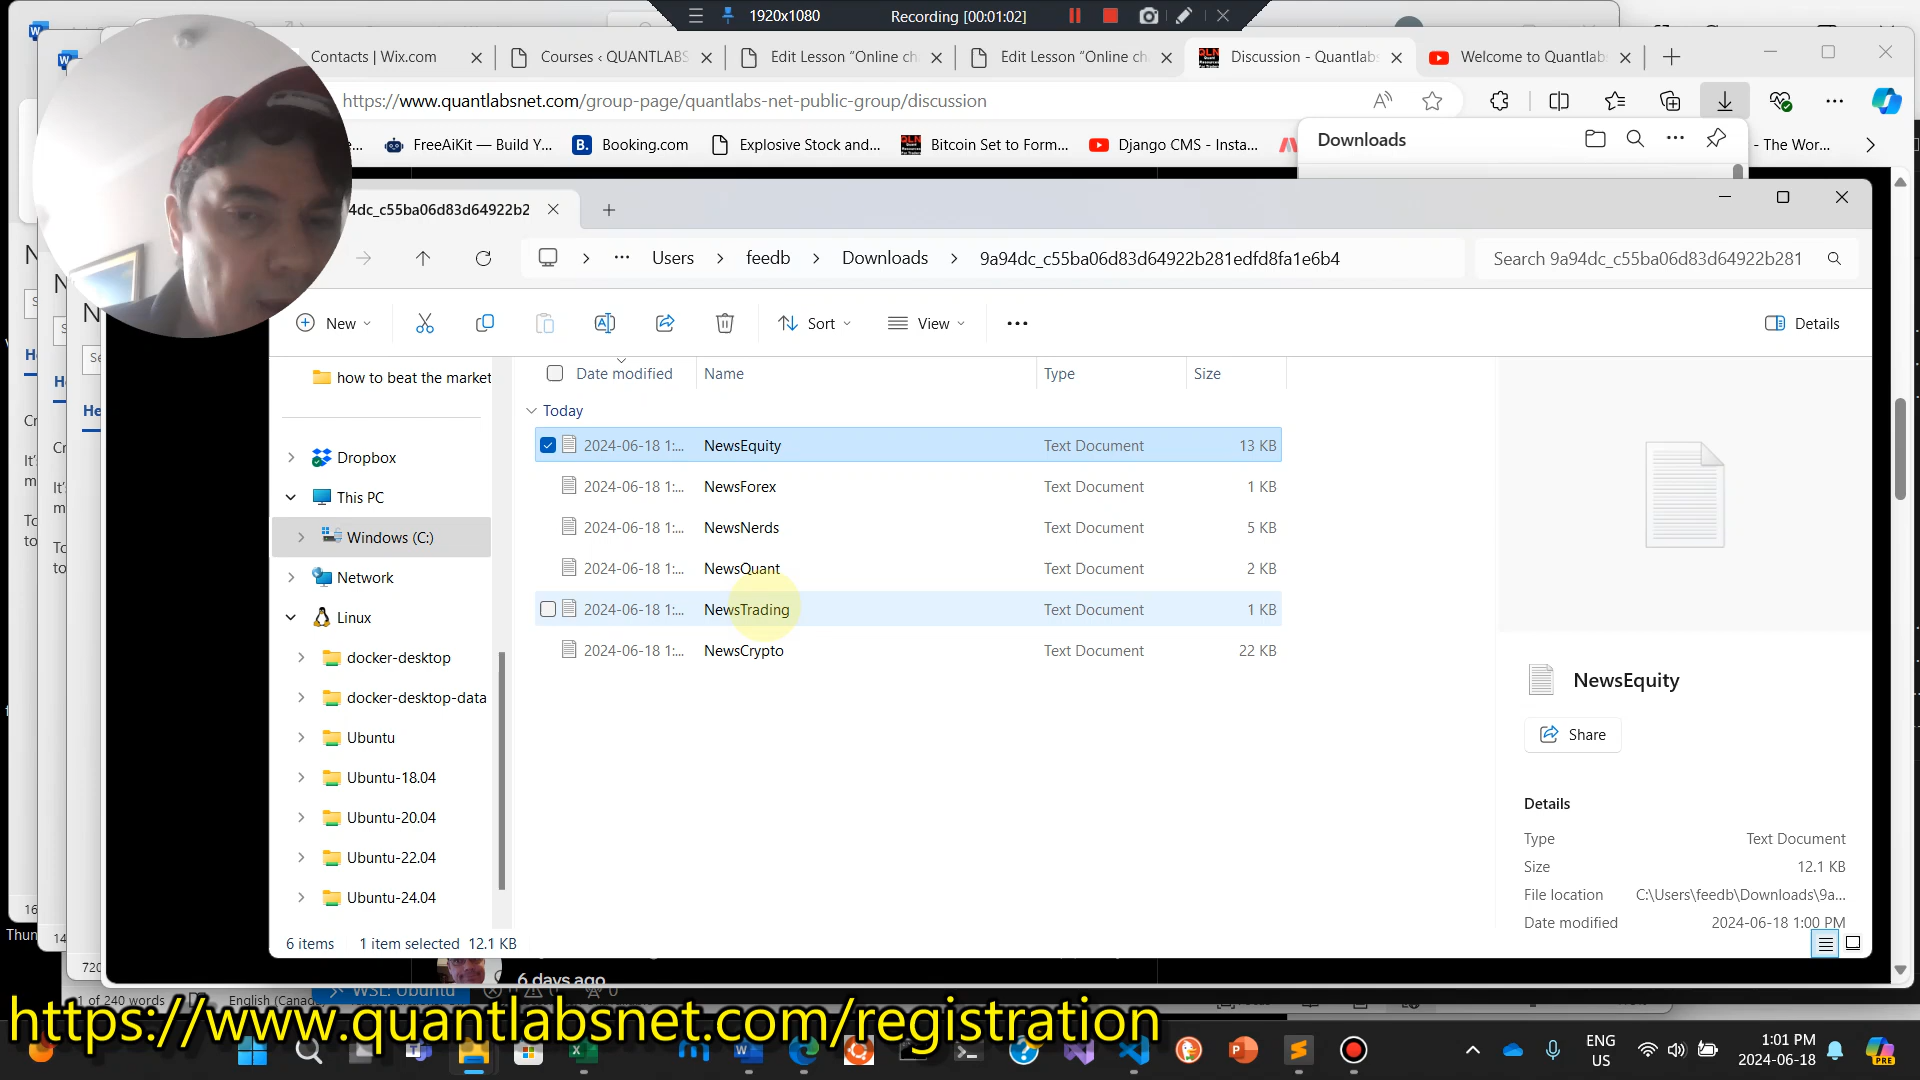 1920x1080
Recording [00:01:02]
Contacts | Wix.com
Courses ‹ QUANTLABS
Edit Lesson "Online ch
Edit Lesson "Online ch
Discussion - Quantlabs
Welcome to Quantlab
https://www.quantlabsnet.com/group-page/quantlabs-net-public-group/discussion
FreeAiKit — Build Y...
Booking.com
Explosive Stock and...
Bitcoin Set to Form...
Django CMS - Insta...
- The Wor...
Downloads
4dc_c55ba06d83d64922b2
Users
feedb
Downloads
9a94dc_c55ba06d83d64922b281edfd8fa1e6b4
Search 9a94dc_c55ba06d83d64922b281
New
Sort
View
Details
how to beat the market
Dropbox
This PC
Windows (C:)
Network
Linux
docker-desktop
docker-desktop-data
Ubuntu
Ubuntu-18.04
Ubuntu-20.04
Ubuntu-22.04
Ubuntu-24.04
Date modified Name Type Size
Today
2024-06-18 1:... NewsEquity Text Document 13 KB
2024-06-18 1:... NewsForex Text Document 1 KB
2024-06-18 1:... NewsNerds Text Document 5 KB
2024-06-18 1:... NewsQuant Text Document 2 KB
2024-06-18 1:... NewsTrading Text Document 1 KB
2024-06-18 1:... NewsCrypto Text Document 22 KB
NewsEquity
Share
Details
Type Text Document
Size 12.1 KB
File location C:\Users\feedb\Downloads\9a...
Date modified 2024-06-18 1:00 PM
6 items 1 item selected 12.1 KB
6 days ago
1 of 240 words
English (Canada
WSL: Ubuntu
https://www.quantlabsnet.com/registration
ENG
US
1:01 PM
2024-06-18